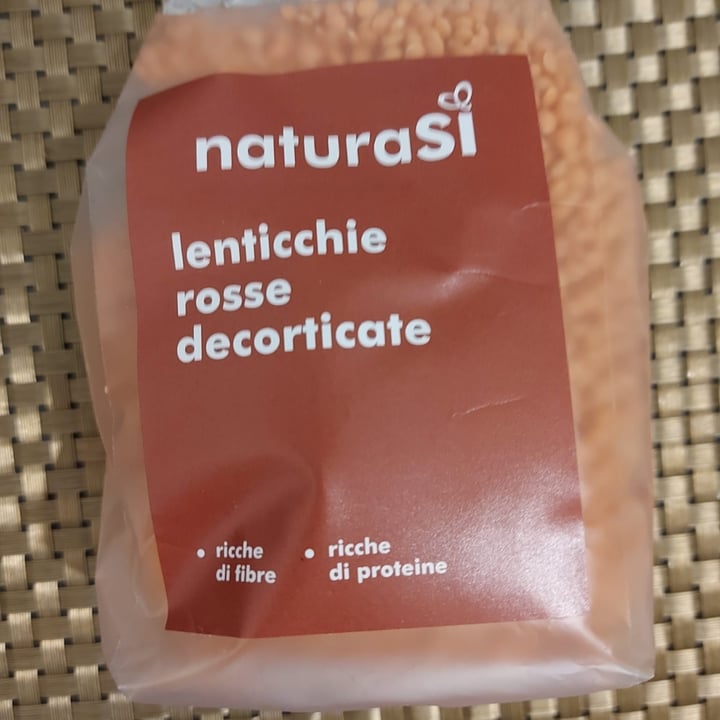 naturaSì
lenticchie
rosse
decorticate
• ricche
di fibre
• ricche
di proteine